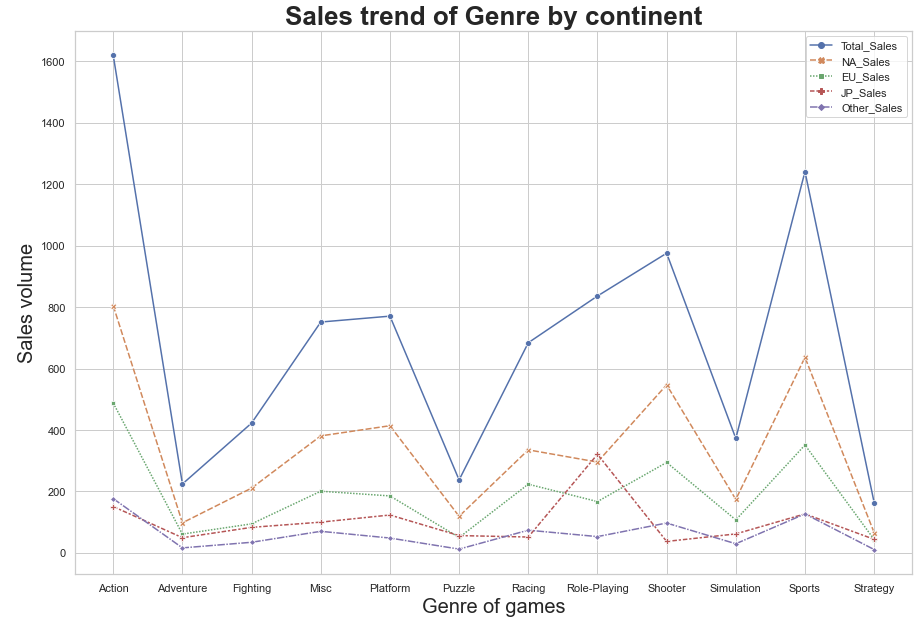 Sales trend of Genre by continent
Total_Sales
NA_Sales
EU_Sales
JP_Sales
Other_Sales
Sales volume
1600
1400
1200
1000
800
600
400
200
0
Action Adventure Fighting Misc Platform Puzzle Racing Role-Playing Shooter Simulation Sports Strategy
Genre of games